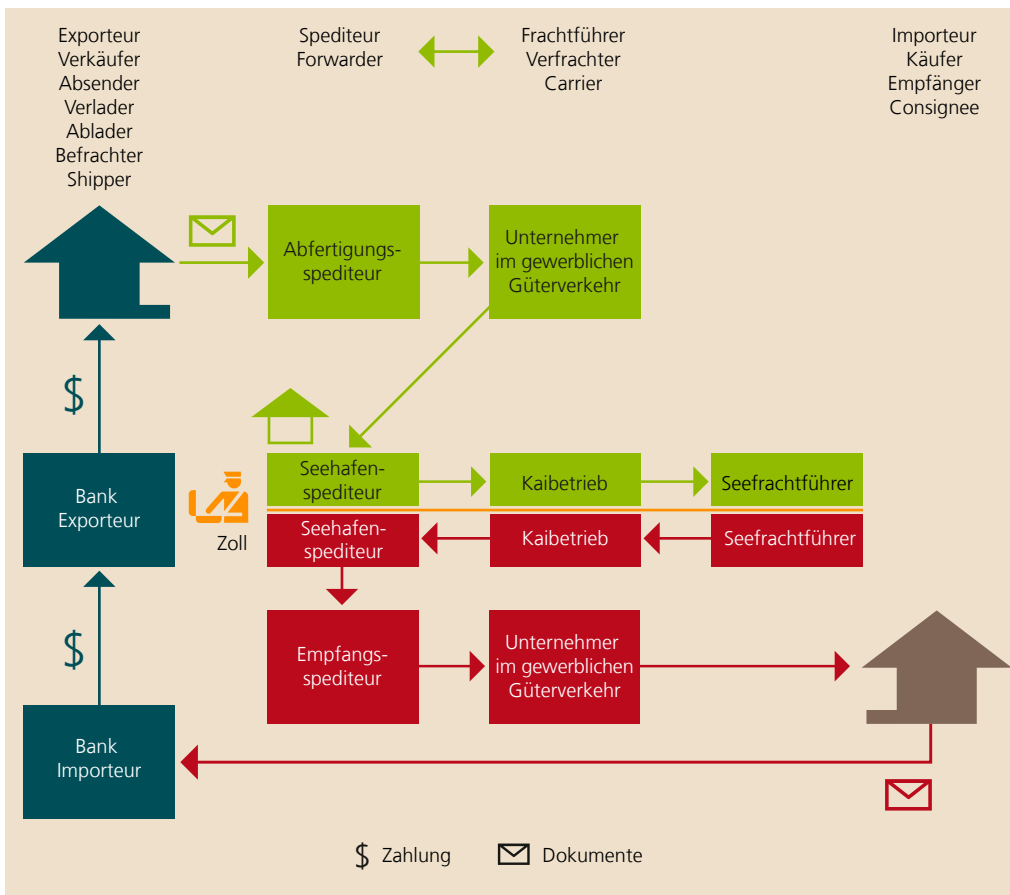 Exporteur
Verkäufer
Absender
Verlader
Ablader
Befrachter
Shipper
Spediteur
Forwarder
Frachtführer
Verfrachter
Carrier
Importeur
Käufer
Empfänger
Consignee
Abfertigungs-
spediteur
Unternehmer
im gewerblichen
Güterverkehr
$
Seehafen-
spediteur
Kaibetrieb
Seefrachtführer
Bank
Exporteur
Zoll
Seehafen-
spediteur
Kaibetrieb
Seefrachtführer
$
Empfangs-
spediteur
Unternehmer
im gewerblichen
Güterverkehr
Bank
Importeur
$ Zahlung
Dokumente